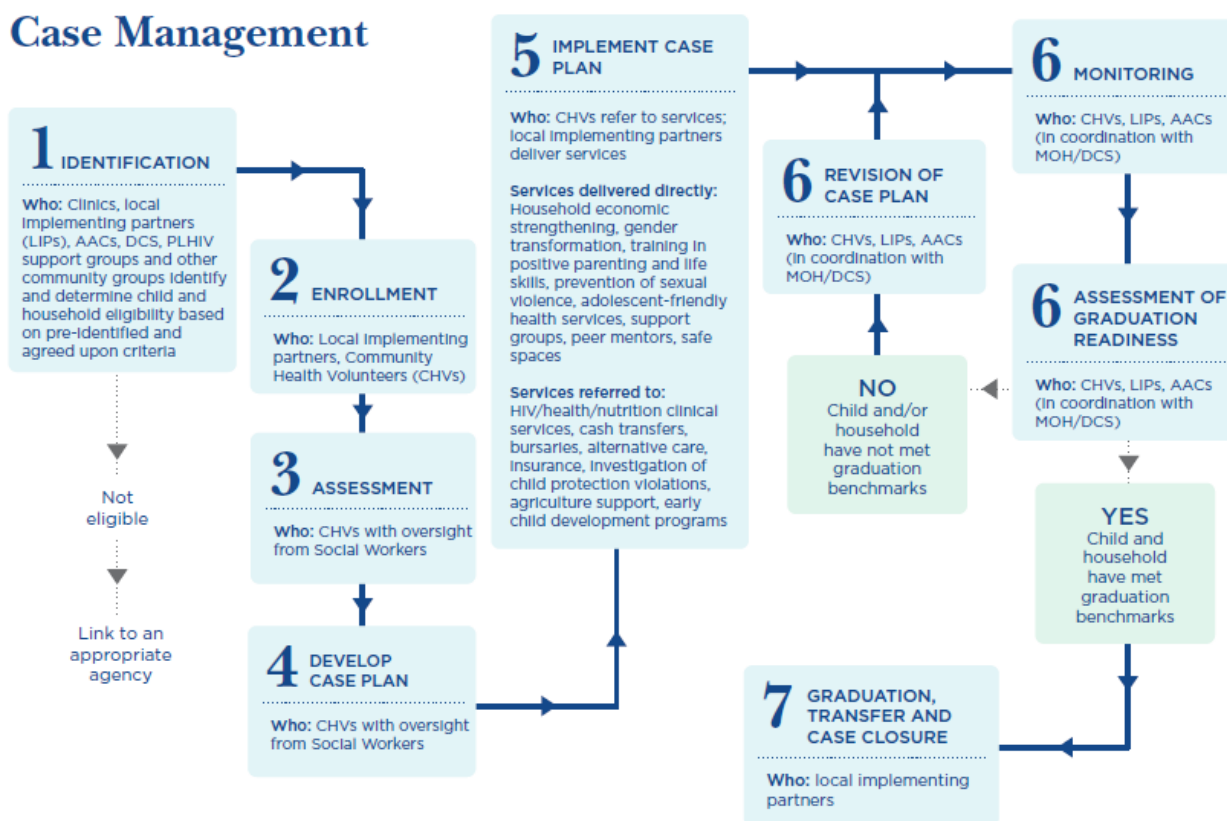 Case Management
1 IDENTIFICATION
Who: Clinics, local
implementing partners
(LIPs), AACs, DCS, PLHIV
support groups and other
community groups identify
and determine child and
household eligibility based
on pre-identified and
agreed upon criteria
Not
eligible
Link to an
appropriate
agency
2 ENROLLMENT
Who: Local implementing
partners, Community
Health Volunteers (CHVs)
3 ASSESSMENT
Who: CHVs with oversight
from Social Workers
4 DEVELOP
CASE PLAN
Who: CHVs with oversight
from Social Workers
5 IMPLEMENT CASE
PLAN
Who: CHVs refer to services;
local implementing partners
deliver services
Services delivered directly:
Household economic
strengthening, gender
transformation, training in
positive parenting and life
skills, prevention of sexual
violence, adolescent-friendly
health services, support
groups, peer mentors, safe
spaces
Services referred to:
HIV/health/nutrition clinical
services, cash transfers,
bursaries, alternative care,
insurance, investigation of
child protection violations,
agriculture support, early
child development programs
6 MONITORING
Who: CHVs, LIPs, AACs
(in coordination with
MOH/DCS)
6 ASSESSMENT OF
GRADUATION
READINESS
Who: CHVs, LIPs, AACs
(in coordination with
MOH/DCS)
NO
Child and/or
household
have not met
graduation
benchmarks
6 REVISION OF
CASE PLAN
Who: CHVs, LIPs, AACs
(in coordination with
MOH/DCS)
YES
Child and
household
have met
graduation
benchmarks
7 GRADUATION,
TRANSFER AND
CASE CLOSURE
Who: local implementing
partners